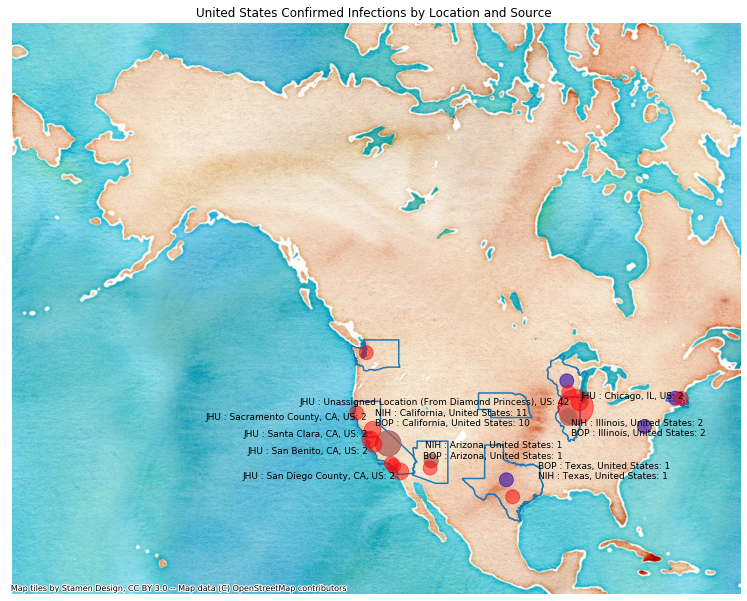 United States Confirmed Infections by Location and Source
JHU : Chicago, IL, US: 2
JHU : Unassigned Location (From Diamond Princess), US: 42
NIH : California, United States: 11
JHU : Sacramento County, CA, US: 2
BOP : California, United States: 10
NIH : Illinois, United States: 2
BOP : Illinois, United States: 2
JHU : Santa Clara, CA, US: 2
NIH : Arizona, United States: 1
JHU : San Benito, CA, US: 2
BOP : Arizona, United States: 1
BOP : Texas, United States: 1
JHU : San Diego County, CA, US: 2
NIH : Texas, United States: 1
Map tiles by Stamen Design, CC BY 3.0 -- Map data (C) OpenStreetMap contributors